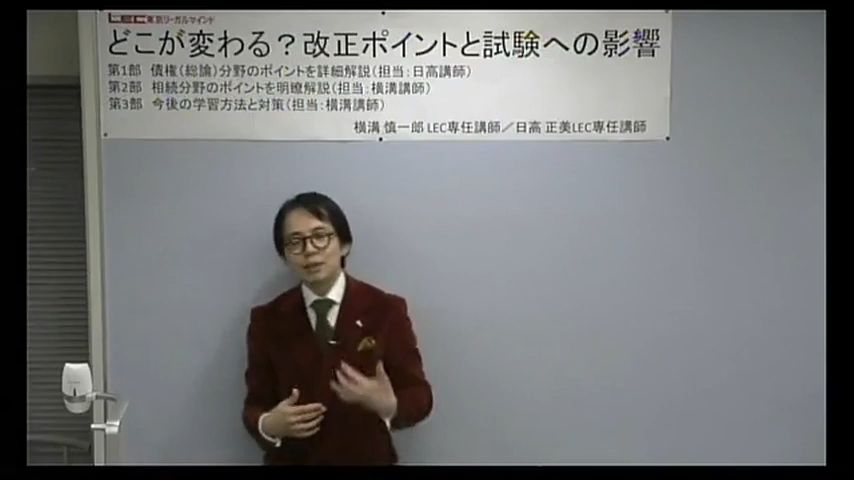 LEC東京リーガルマインド
どこが変わる？改正ポイントと試験への影響
第1部 債権(総論)分野のポイントを詳細解説(担当：日高講師)
第2部 相続分野のポイントを明瞭解説(担当：横溝講師)
第3部 今後の学習方法と対策(担当：横溝講師)
横溝 慎一郎 LEC専任講師／日高 正美LEC専任講師